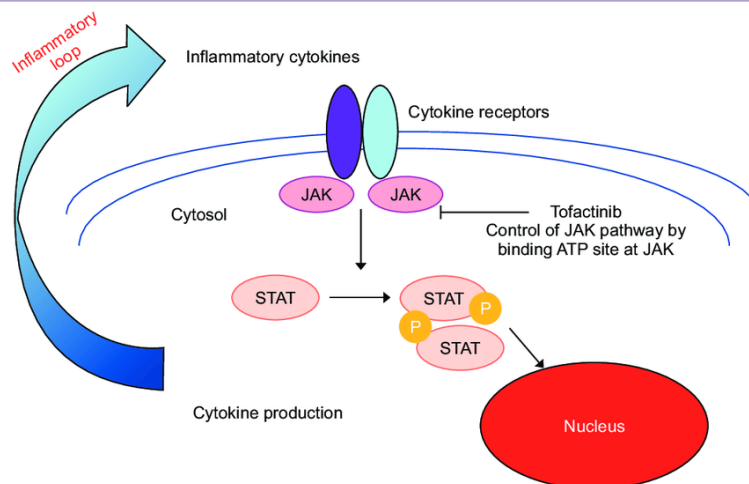 Inflammatory
loop
Inflammatory cytokines
Cytokine receptors
JAK
JAK
Cytosol
Tofactinib
Control of JAK pathway by
binding ATP site at JAK
STAT
STAT
P
P
STAT
Cytokine production
Nucleus